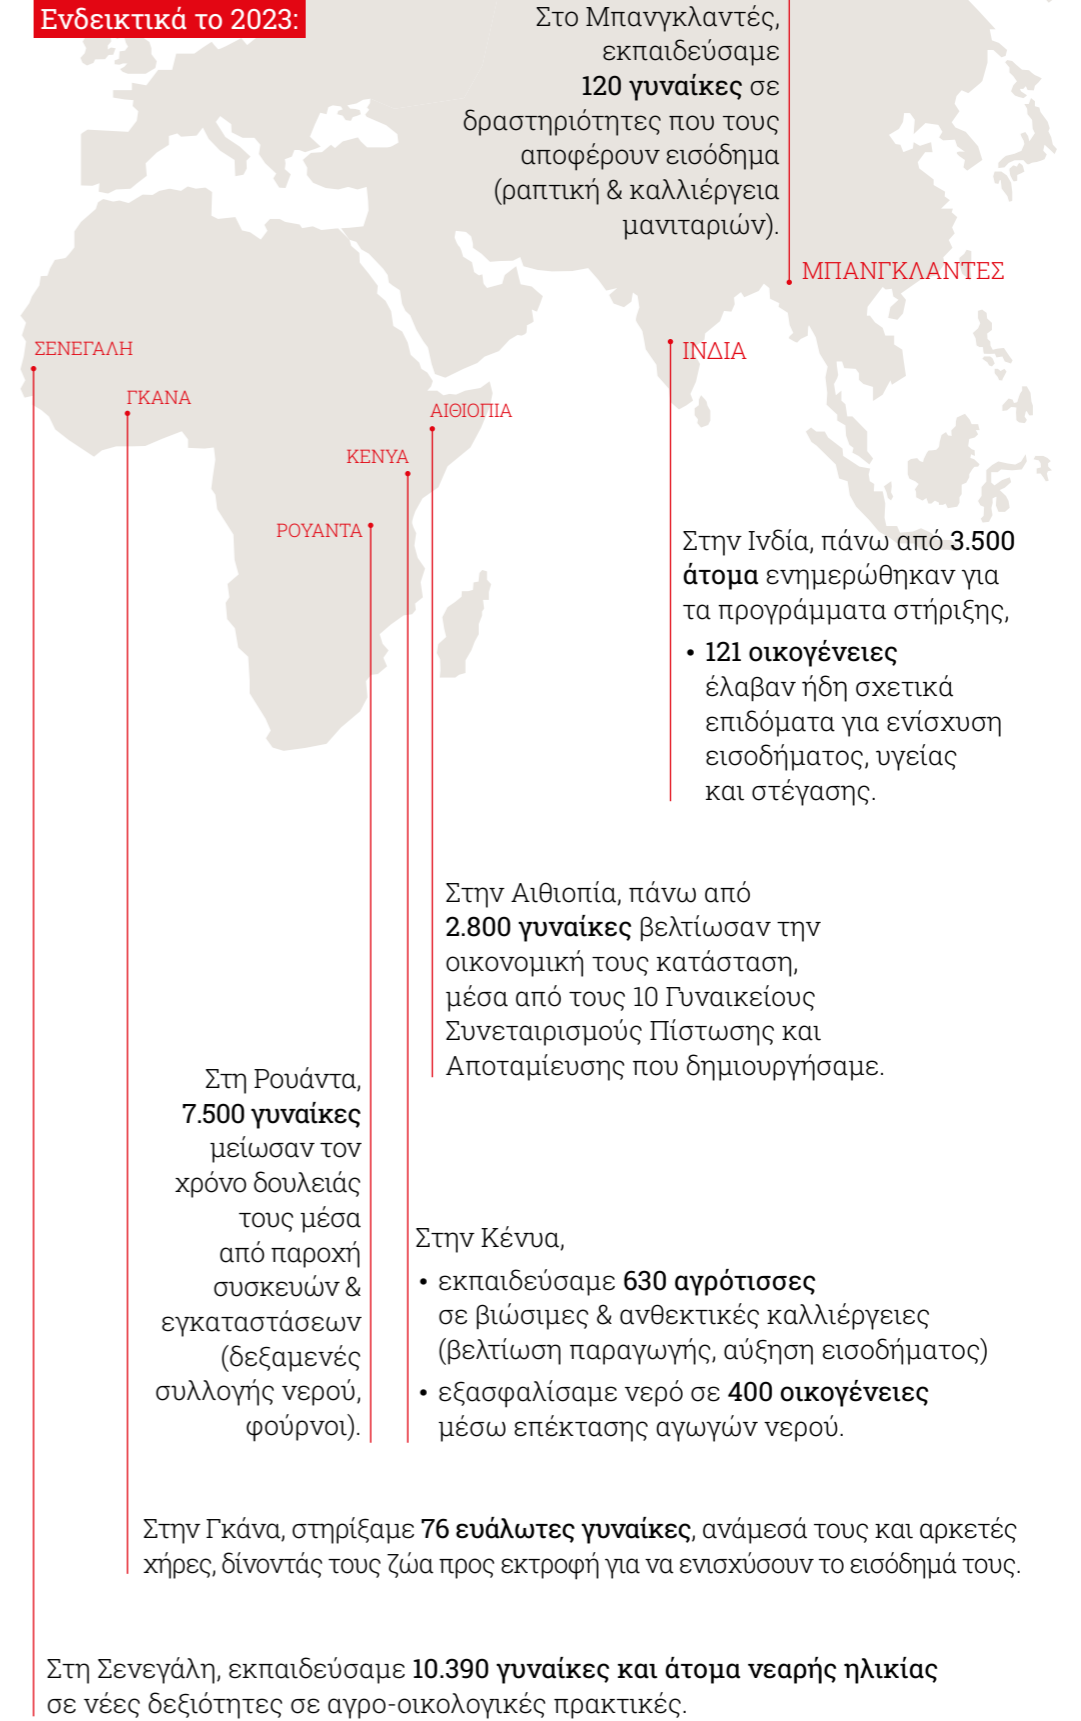 Ενδεικτικά το 2023:
Στο Μπανγκλαντές,
εκπαιδεύσαμε
120 γυναίκες σε
δραστηριότητες που τους
αποφέρουν εισόδημα
(ραπτική & καλλιέργεια
μανιταριών).
ΜΠΑΝΓΚΛΑΝΤΕΣ
ΣΕΝΕΓΑΛΗ
ΙΝΔΙΑ
ΓΚΑΝΑ
ΑΙΘΙΟΠΙΑ
ΚΕΝΥΑ
ΡΟΥΑΝΤΑ
Στην Ινδία, πάνω από 3.500
άτομα ενημερώθηκαν για
τα προγράμματα στήριξης,
• 121 οικογένειες
έλαβαν ήδη σχετικά
επιδόματα για ενίσχυση
εισοδήματος, υγείας
και στέγασης.
Στην Αιθιοπία, πάνω από
2.800 γυναίκες βελτίωσαν την
οικονομική τους κατάσταση,
μέσα από τους 10 Γυναικείους
Συνεταιρισμούς Πίστωσης και
Αποταμίευσης που δημιουργήσαμε.
Στη Ρουάντα,
7.500 γυναίκες
μείωσαν τον
χρόνο δουλειάς
τους μέσα
από παροχή
συσκευών &
εγκαταστάσεων
(δεξαμενές
συλλογής νερού,
φούρνοι).
Στην Κένυα,
• εκπαιδεύσαμε 630 αγρότισσες
σε βιώσιμες & ανθεκτικές καλλιέργειες
(βελτίωση παραγωγής, αύξηση εισοδήματος)
• εξασφαλίσαμε νερό σε 400 οικογένειες
μέσω επέκτασης αγωγών νερού.
Στην Γκάνα, στηρίξαμε 76 ευάλωτες γυναίκες, ανάμεσά τους και αρκετές
χήρες, δίνοντάς τους ζώα προς εκτροφή για να ενισχύσουν το εισόδημά τους.
Στη Σενεγάλη, εκπαιδεύσαμε 10.390 γυναίκες και άτομα νεαρής ηλικίας
σε νέες δεξιότητες σε αγρο-οικολογικές πρακτικές.